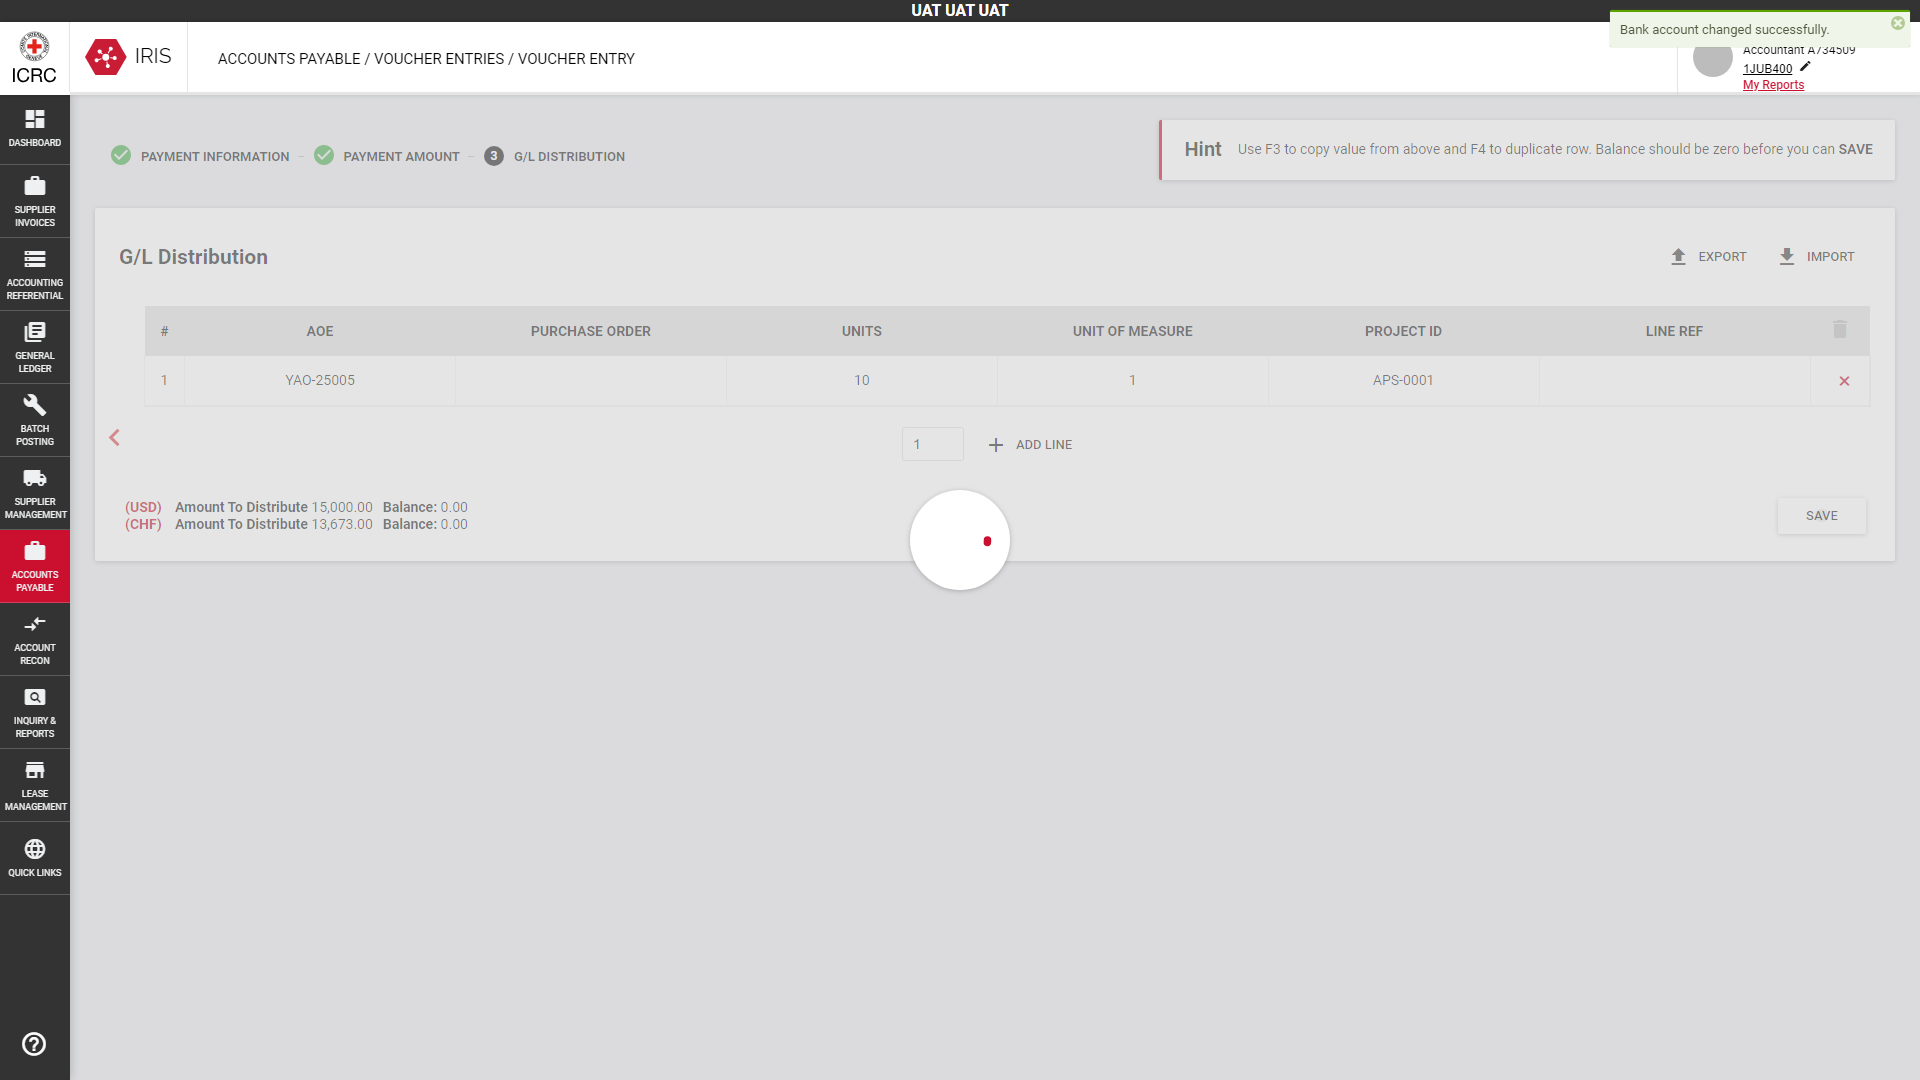 UAT UAT UAT
Bank account changed successfully.
ICRC
IRIS
ACCOUNTS PAYABLE / VOUCHER ENTRIES / VOUCHER ENTRY
Accountant A734509
1JUB400
My Reports
DASHBOARD
SUPPLIER
INVOICES
ACCOUNTING
REFERENTIAL
GENERAL
LEDGER
BATCH
POSTING
SUPPLIER
MANAGEMENT
ACCOUNTS
PAYABLE
ACCOUNT
RECON
INQUIRY &
REPORTS
LEASE
MANAGEMENT
QUICK LINKS
PAYMENT INFORMATION
PAYMENT AMOUNT
3 G/L DISTRIBUTION
Hint Use F3 to copy value from above and F4 to duplicate row. Balance should be zero before you can SAVE
G/L Distribution
EXPORT
IMPORT
# AOE PURCHASE ORDER UNITS UNIT OF MEASURE PROJECT ID LINE REF
1 YAO-25005 10 1 APS-0001
1 ADD LINE
(USD) Amount To Distribute 15,000.00 Balance: 0.00
(CHF) Amount To Distribute 13,673.00 Balance: 0.00
SAVE